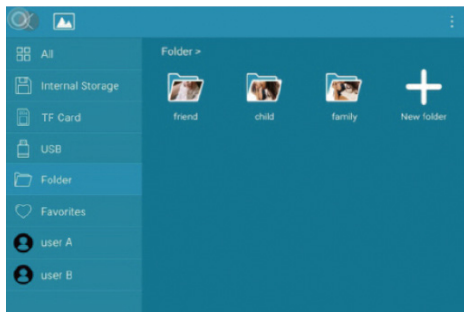 All
Internal Storage
TF Card
USB
Folder
Favorites
user A
user B
Folder >
friend
child
family
New folder